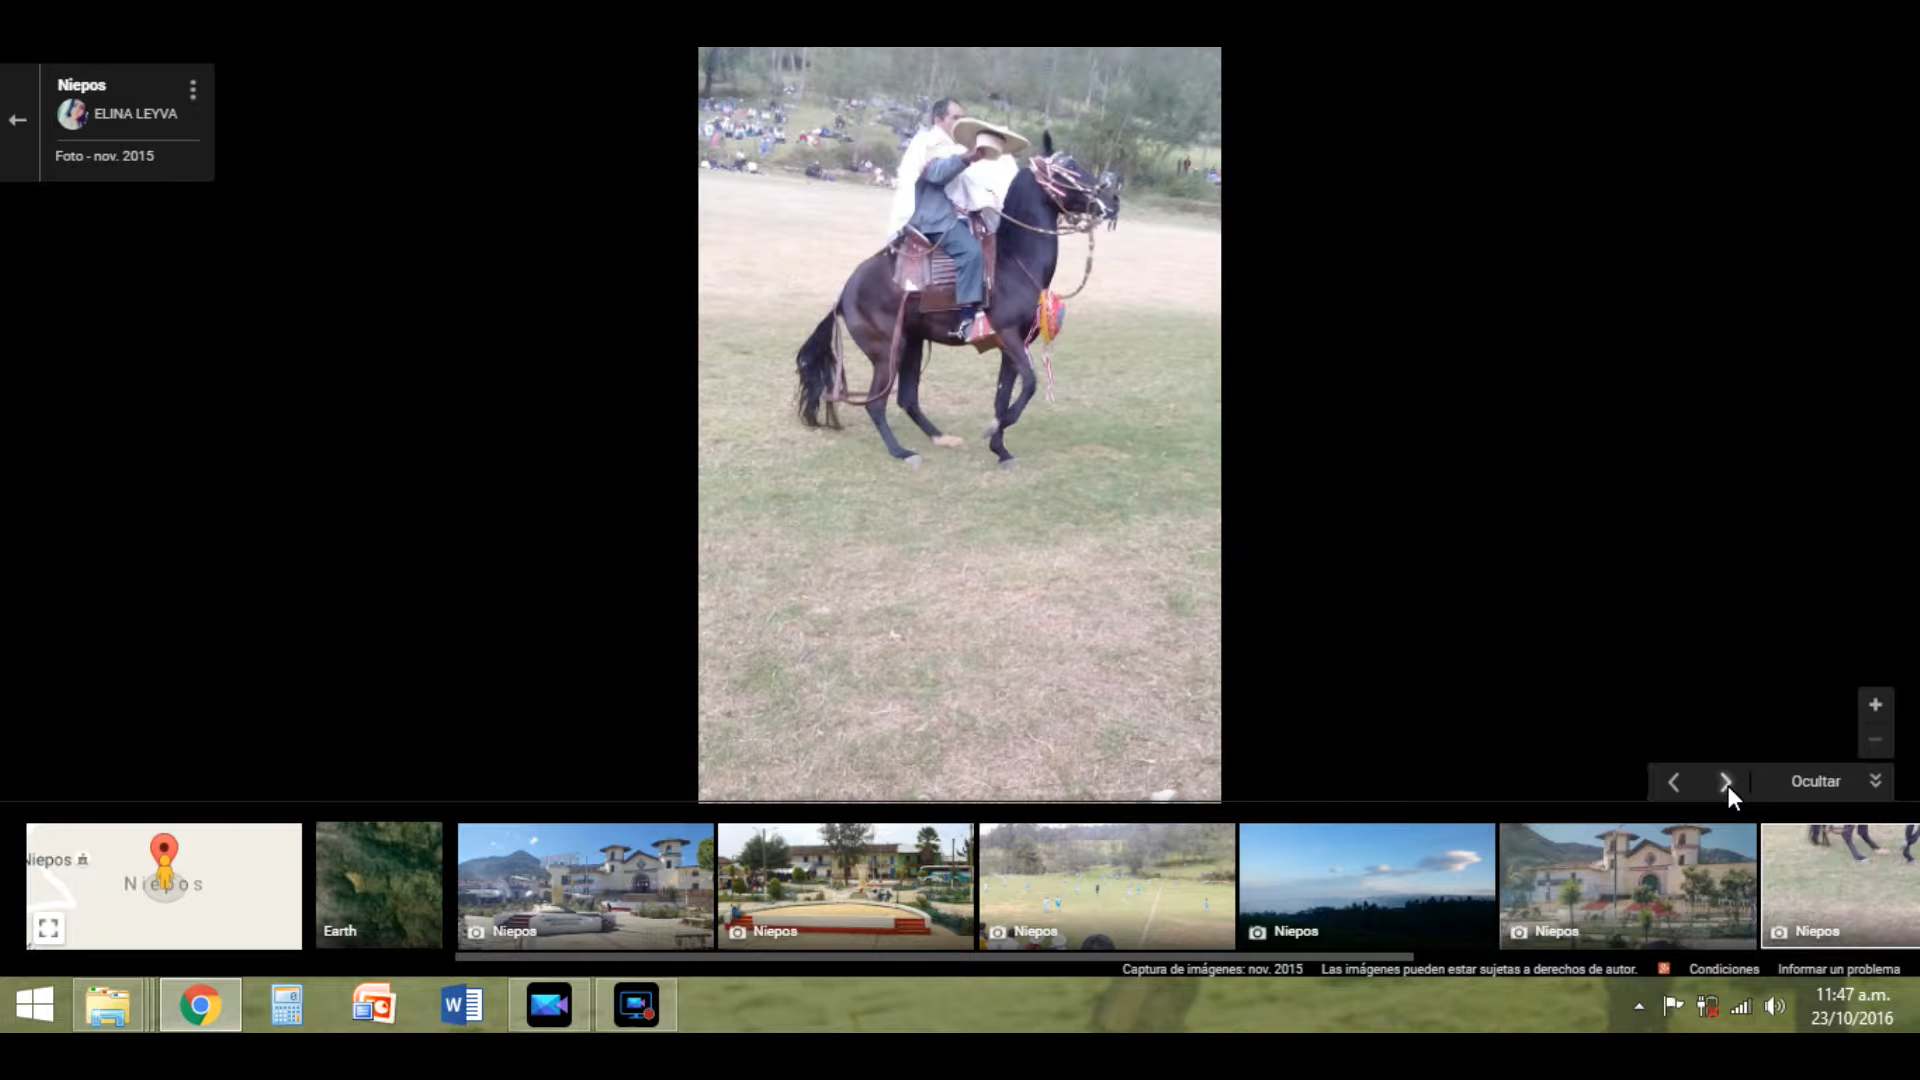 Niepos
ELINA LEYVA
Foto - nov. 2015
Ocultar
Niepos
Earth
Niepos
Niepos
Niepos
Niepos
Niepos
Niepos
Captura de imágenes: nov. 2015 Las imágenes pueden estar sujetas a derechos de autor. Condiciones Informar un problema
11:47 a.m.
23/10/2016